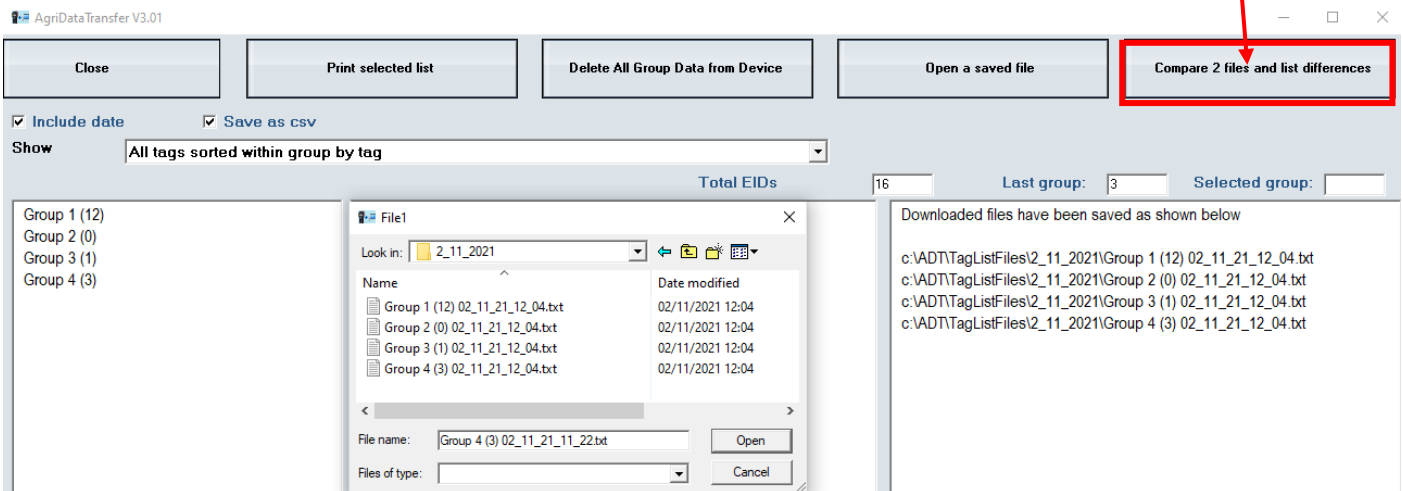 AgriDataTransfer V3.01
Close
Print selected list
Delete All Group Data from Device
Open a saved file
Compare 2 files and list differences
Include date
Save as csv
Show
All tags sorted within group by tag
Total EIDs
16
Last group:
3
Selected group:
Group 1 (12)
Group 2 (0)
Group 3 (1)
Group 4 (3)
File1
Look in:
2_11_2021
Name
Date modified
Group 1 (12) 02_11_21_12_04.txt
02/11/2021 12:04
Group 2 (0) 02_11_21_12_04.txt
02/11/2021 12:04
Group 3 (1) 02_11_21_12_04.txt
02/11/2021 12:04
Group 4 (3) 02_11_21_12_04.txt
02/11/2021 12:04
File name:
Group 4 (3) 02_11_21_11_22.txt
Open
Files of type:
Cancel
Downloaded files have been saved as shown below
c:\ADT\TagListFiles\2_11_2021\Group 1 (12) 02_11_21_12_04.txt
c:\ADT\TagListFiles\2_11_2021\Group 2 (0) 02_11_21_12_04.txt
c:\ADT\TagListFiles\2_11_2021\Group 3 (1) 02_11_21_12_04.txt
c:\ADT\TagListFiles\2_11_2021\Group 4 (3) 02_11_21_12_04.txt